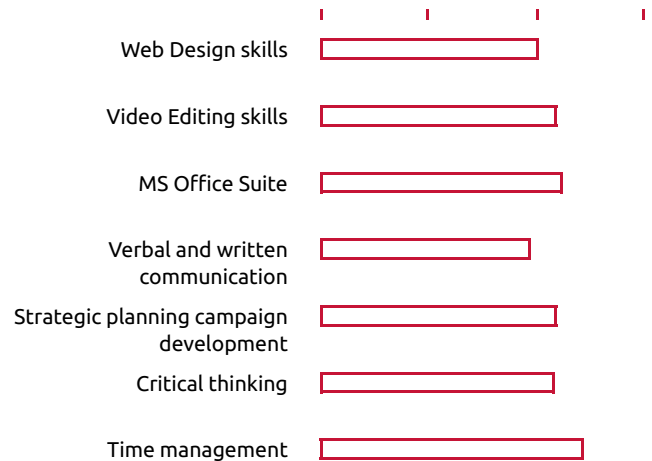 Web Design skills
Video Editing skills
MS Office Suite
Verbal and written
communication
Strategic planning campaign
development
Critical thinking
Time management